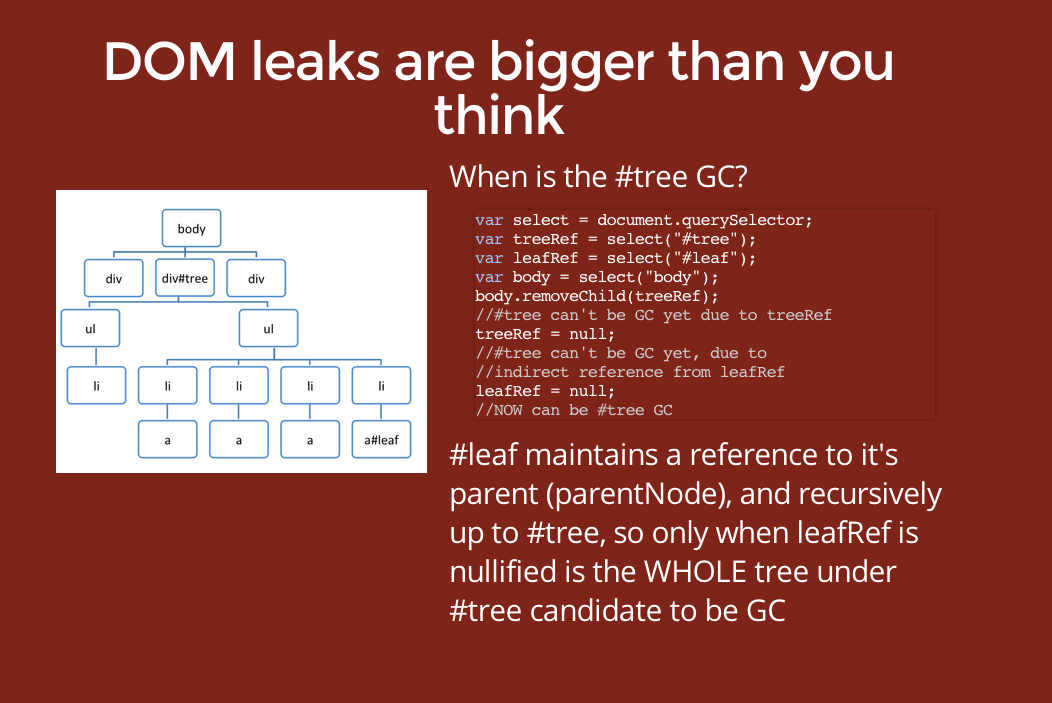 DOM leaks are bigger than you
think
body
div
div#tree
div
ul
ul
li
li
li
li
li
a
a
a
a#leaf
When is the #tree GC?
var select = document.querySelector;
var treeRef = select("#tree");
var leafRef = select("#leaf");
var body = select("body");
body.removeChild(treeRef);
//#tree can't be GC yet due to treeRef
treeRef = null;
//#tree can't be GC yet, due to
//indirect reference from leafRef
leafRef = null;
//NOW can be #tree GC
#leaf maintains a reference to it's
parent (parentNode), and recursively
up to #tree, so only when leafRef is
nullified is the WHOLE tree under
#tree candidate to be GC